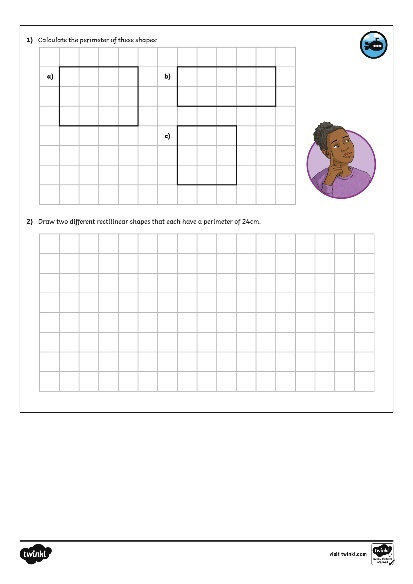 1) Calculate the perimeter of these shapes:
a)
b)
c)
2) Draw two different rectilinear shapes that each have a perimeter of 24cm.
twinkl
visit twinkl.com
twinkl